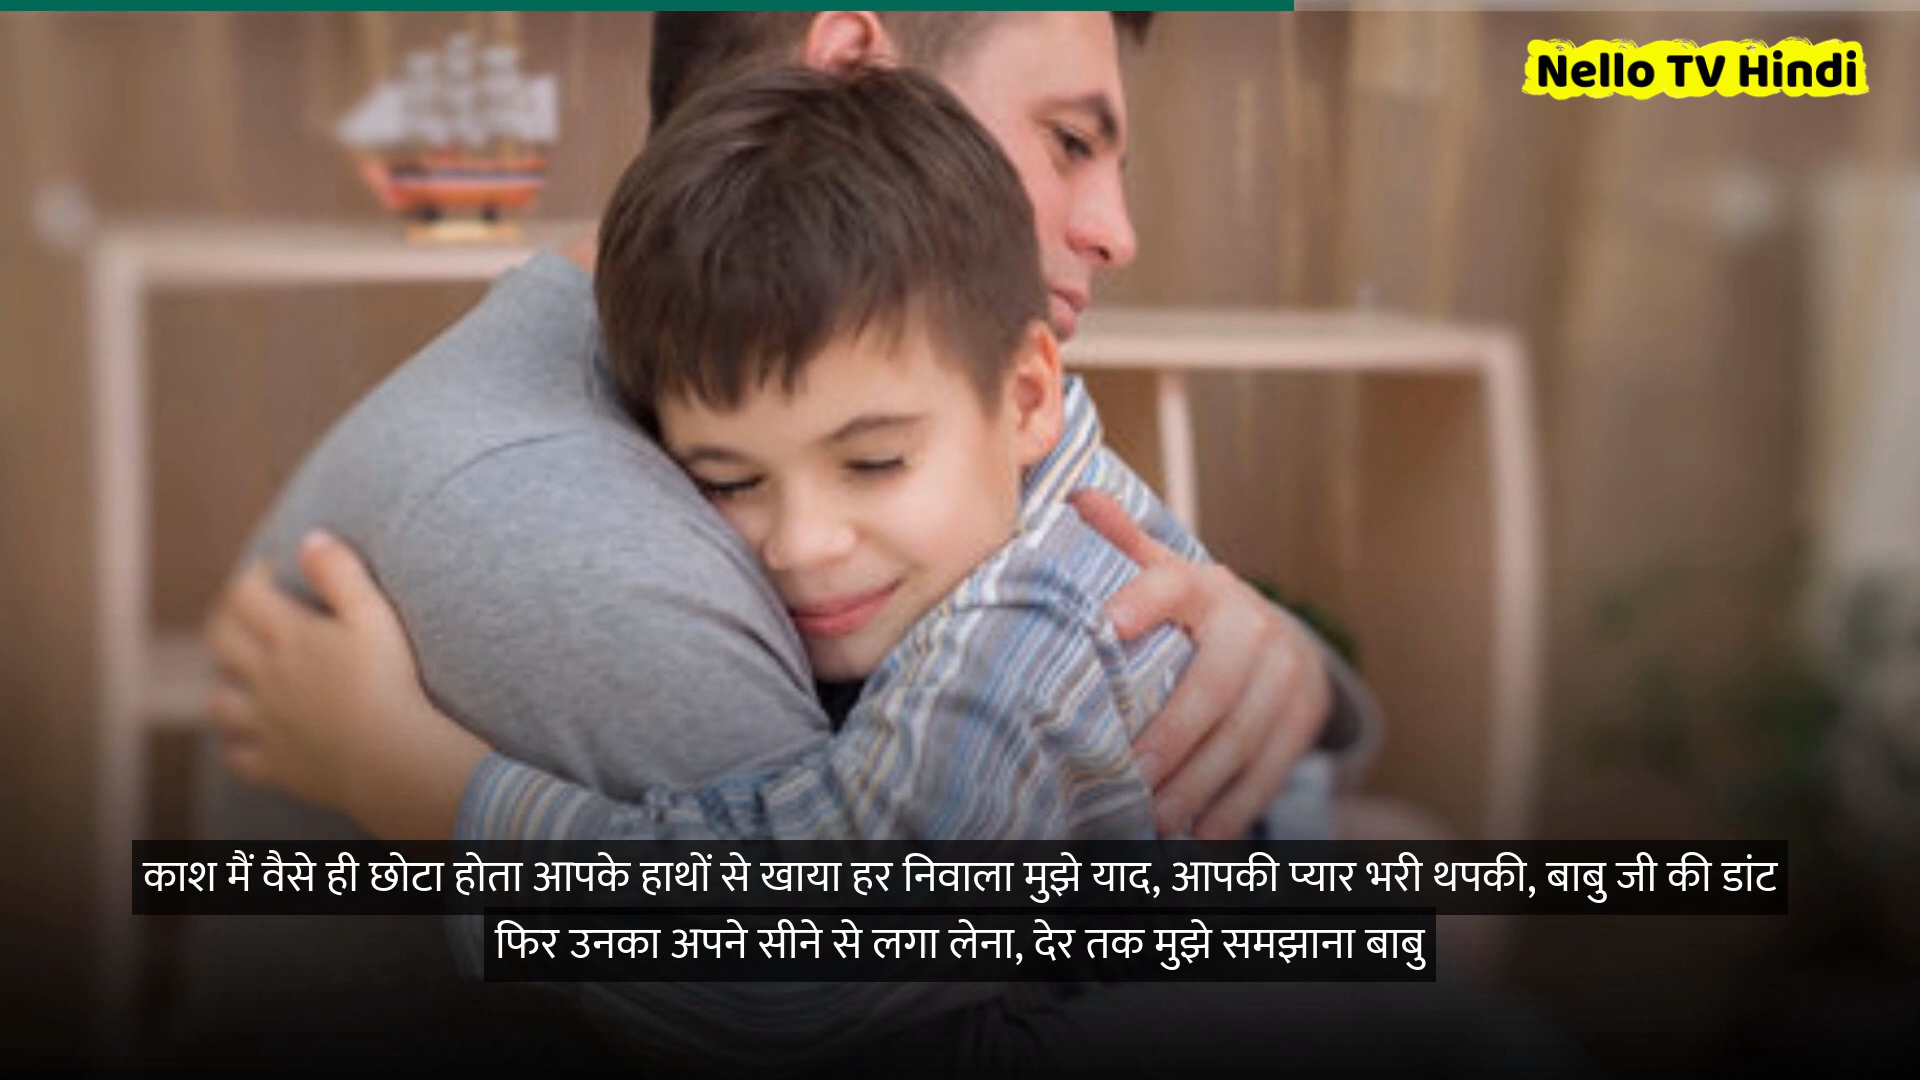 Nello TV Hindi
काश मैं वैसे ही छोटा होता आपके हाथों से खाया हर निवाला मुझे याद, आपकी प्यार भरी थपकी, बाबु जी की डांट
फिर उनका अपने सीने से लगा लेना, देर तक मुझे समझाना बाबु